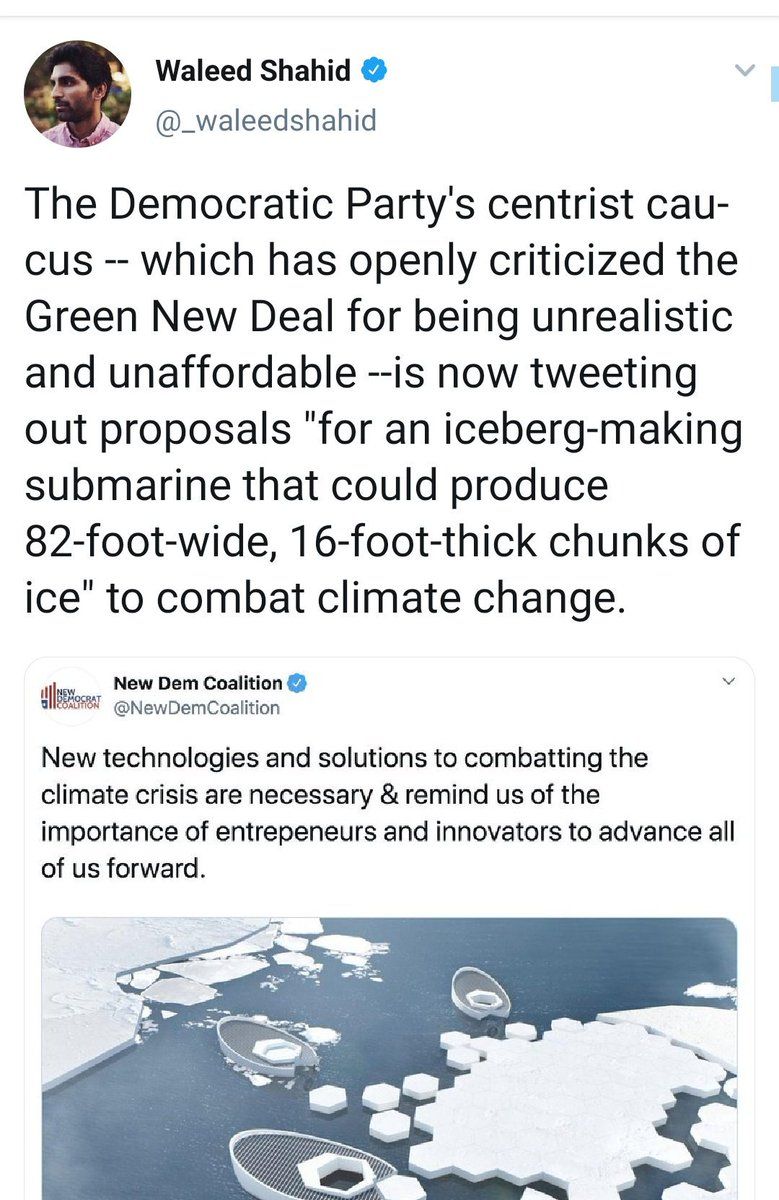 Waleed Shahid
@_waleedshahid
The Democratic Party's centrist cau-
cus -- which has openly criticized the
Green New Deal for being unrealistic
and unaffordable --is now tweeting
out proposals "for an iceberg-making
submarine that could produce
82-foot-wide, 16-foot-thick chunks of
ice" to combat climate change.
NEW
DEMOCRAT
COALITION
New Dem Coalition
@NewDemCoalition
New technologies and solutions to combatting the
climate crisis are necessary & remind us of the
importance of entrepeneurs and innovators to advance all
of us forward.